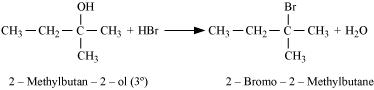 OH Br
CH₃ — CH₂ — C — CH₃ + HBr ⟶ CH₃ — CH₂ — C — CH₃ + H₂O
CH₃ CH₃
2 – Methylbutan – 2 – ol (3º) 2 – Bromo – 2 – Methylbutane